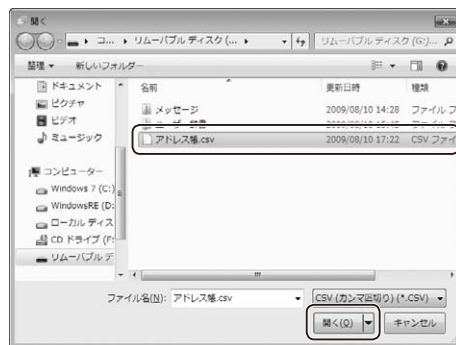 開く
コ... ▸ リムーバブル ディスク (... ▸
リムーバブル ディスク (G:)...
整理 ▼ 新しいフォルダー
ドキュメント
ピクチャ
ビデオ
ミュージック
コンピューター
Windows 7 (C:)
WindowsRE (D:
ローカル ディス
CD ドライブ (F:
リムーバブル デ
名前 更新日時 種類
メッセージ 2009/08/10 14:28 ファイル フ
アドレス帳.csv 2009/08/10 17:22 CSV ファイ
ファイル名(N): アドレス帳.csv CSV (カンマ区切り) (*.CSV)
開く(O) キャンセル